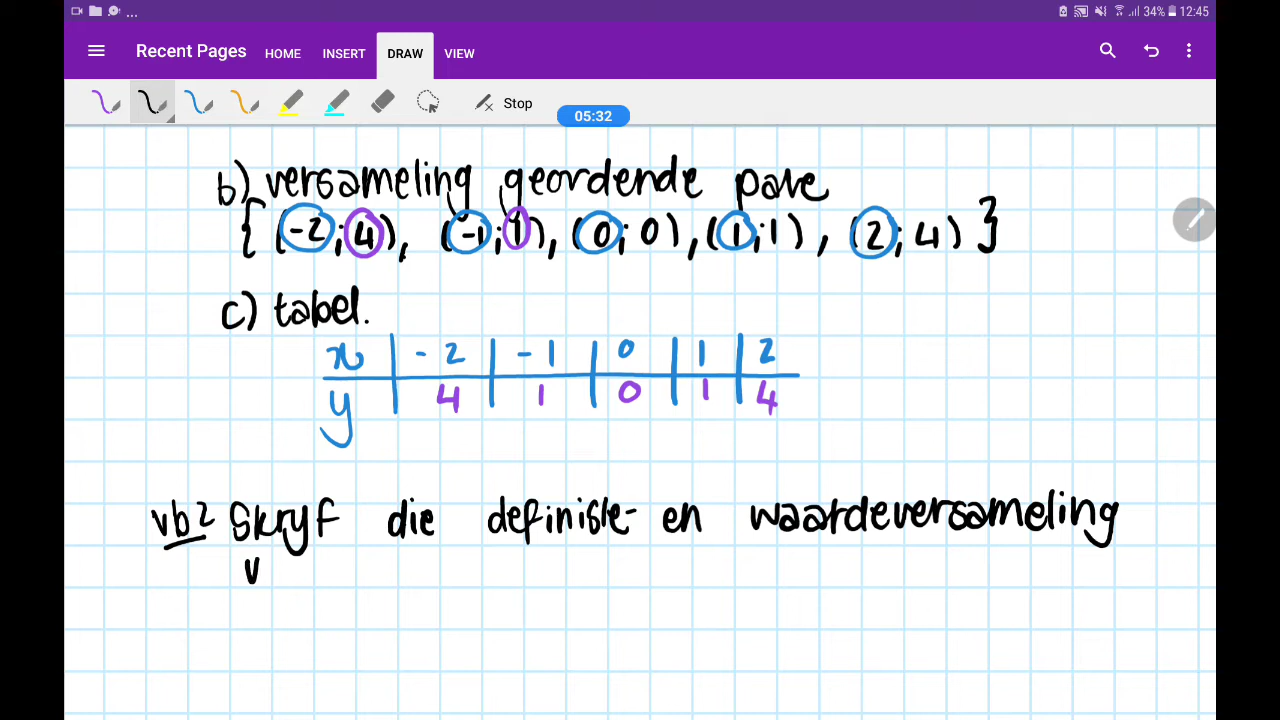 ... 34% 12:45
Recent Pages HOME INSERT DRAW VIEW
Stop
05:32
b) versameling geordende pare
{(-2;4), (-1;1), (0;0), (1;1), (2;4)}
c) tabel.
x | -2 | -1 | 0 | 1 | 2
y | 4 | 1 | 0 | 1 | 4
vb2 Skryf die definisie- en waardeversameling
v